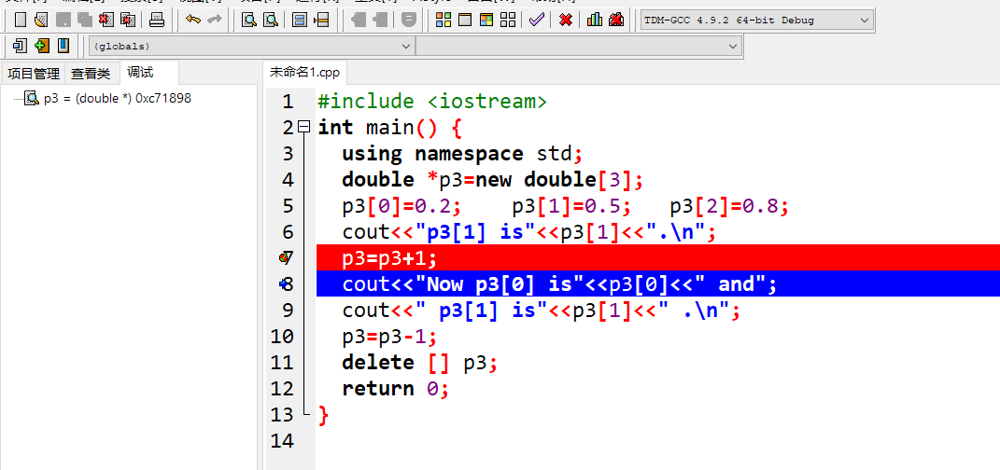 TDM-GCC 4.9.2 64-bit Debug
(globals)
项目管理 查看类 调试
未命名1.cpp
p3 = (double *) 0xc71898
1 #include <iostream>
2 int main() {
3 using namespace std;
4 double *p3=new double[3];
5 p3[0]=0.2; p3[1]=0.5; p3[2]=0.8;
6 cout<<"p3[1] is"<<p3[1]<<".\n";
7 p3=p3+1;
8 cout<<"Now p3[0] is"<<p3[0]<<" and";
9 cout<<" p3[1] is"<<p3[1]<<" .\n";
10 p3=p3-1;
11 delete [] p3;
12 return 0;
13 }
14